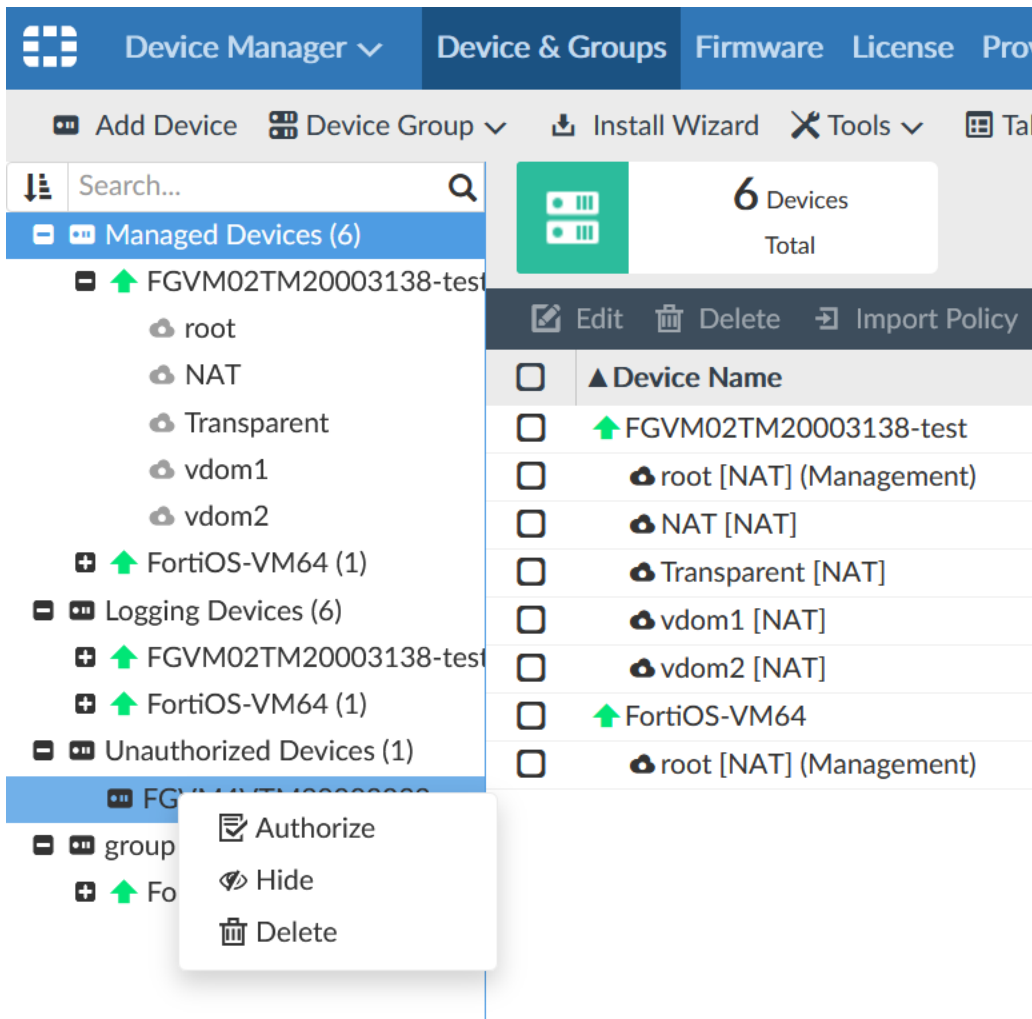 Device Manager
Device & Groups
Firmware
License
Add Device
Device Group
Install Wizard
Tools
Search...
Managed Devices (6)
FGVM02TM20003138-test
root
NAT
Transparent
vdom1
vdom2
FortiOS-VM64 (1)
Logging Devices (6)
FGVM02TM20003138-test
FortiOS-VM64 (1)
Unauthorized Devices (1)
group
Authorize
Hide
Delete
6 Devices
Total
Edit
Delete
Import Policy
Device Name
FGVM02TM20003138-test
root [NAT] (Management)
NAT [NAT]
Transparent [NAT]
vdom1 [NAT]
vdom2 [NAT]
FortiOS-VM64
root [NAT] (Management)